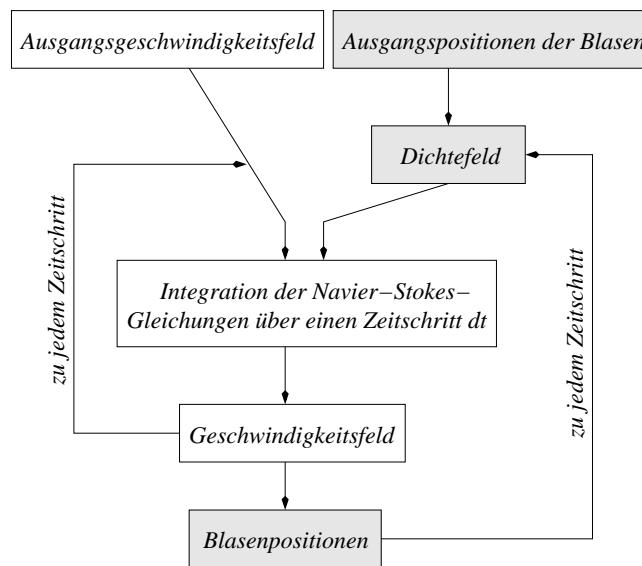 Ausgangsgeschwindigkeitsfeld
Ausgangspositionen der Blasen
Dichtefeld
zu jedem Zeitschritt
Integration der Navier−Stokes−
Gleichungen über einen Zeitschritt dt
zu jedem Zeitschritt
Geschwindigkeitsfeld
Blasenpositionen